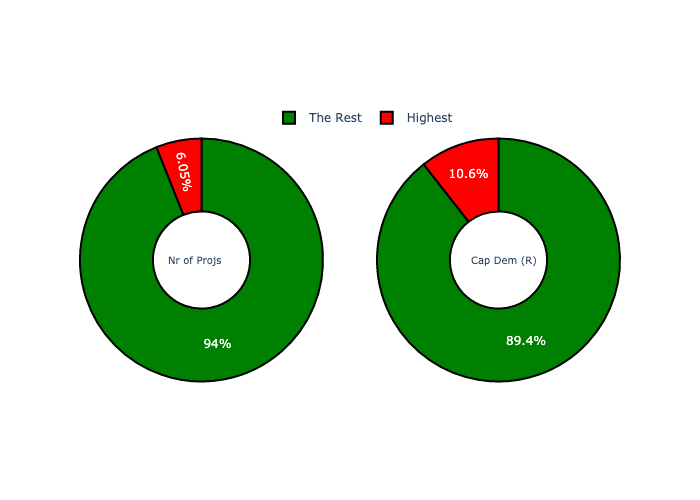 The Rest
Highest
6.05%
94%
Nr of Projs
10.6%
89.4%
Cap Dem (R)